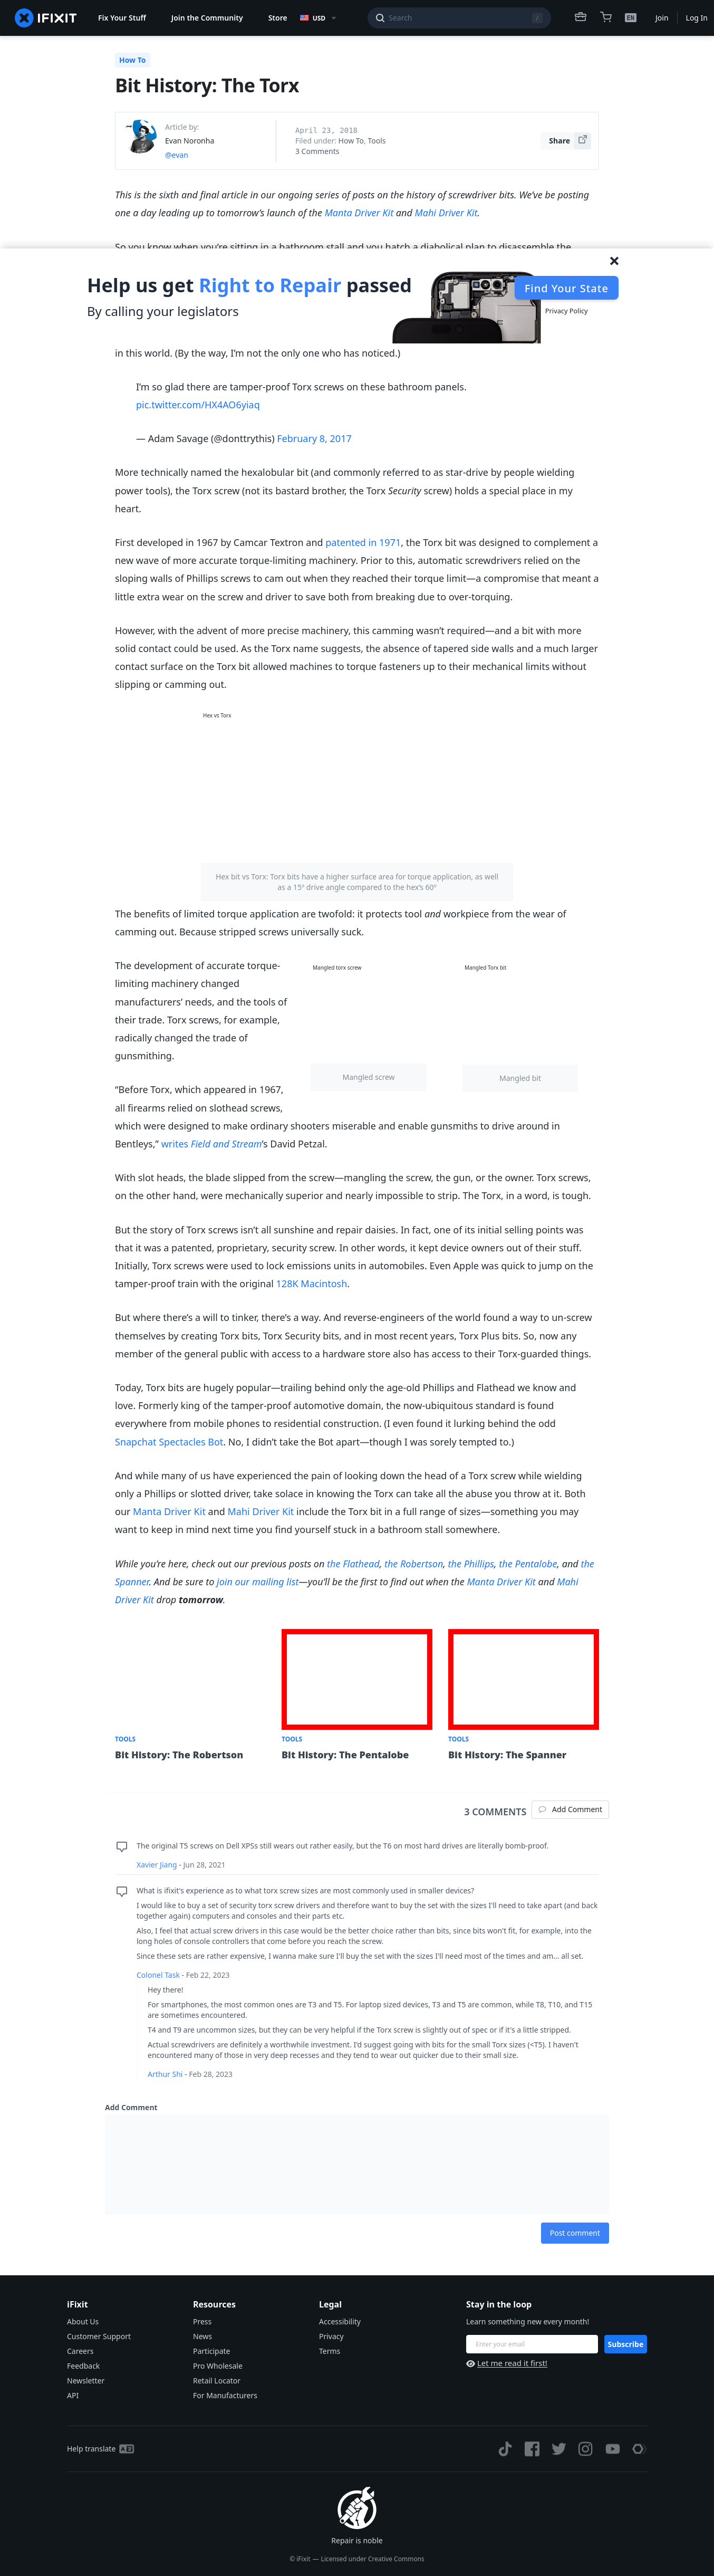 IFIXIT
Fix Your Stuff
Join the Community
Store
USD
Search
/
EN
Join
Log In
How To
Bit History: The Torx
Article by:
Evan Noronha
@evan
April 23, 2018
Filed under: How To, Tools
3 Comments
Share
This is the sixth and final article in our ongoing series of posts on the history of screwdriver bits. We’ve be posting
one a day leading up to tomorrow’s launch of the Manta Driver Kit and Mahi Driver Kit.
So you know when you’re sitting in a bathroom stall and you hatch a diabolical plan to disassemble the
Help us get Right to Repair passed
By calling your legislators
Find Your State
Privacy Policy
in this world. (By the way, I’m not the only one who has noticed.)
I’m so glad there are tamper-proof Torx screws on these bathroom panels.
pic.twitter.com/HX4AO6yiaq
— Adam Savage (@donttrythis) February 8, 2017
More technically named the hexalobular bit (and commonly referred to as star-drive by people wielding
power tools), the Torx screw (not its bastard brother, the Torx Security screw) holds a special place in my
heart.
First developed in 1967 by Camcar Textron and patented in 1971, the Torx bit was designed to complement a
new wave of more accurate torque-limiting machinery. Prior to this, automatic screwdrivers relied on the
sloping walls of Phillips screws to cam out when they reached their torque limit—a compromise that meant a
little extra wear on the screw and driver to save both from breaking due to over-torquing.
However, with the advent of more precise machinery, this camming wasn’t required—and a bit with more
solid contact could be used. As the Torx name suggests, the absence of tapered side walls and a much larger
contact surface on the Torx bit allowed machines to torque fasteners up to their mechanical limits without
slipping or camming out.
Hex vs Torx
Hex bit vs Torx: Torx bits have a higher surface area for torque application, as well
as a 15º drive angle compared to the hex’s 60º
The benefits of limited torque application are twofold: it protects tool and workpiece from the wear of
camming out. Because stripped screws universally suck.
The development of accurate torque-
limiting machinery changed
manufacturers’ needs, and the tools of
their trade. Torx screws, for example,
radically changed the trade of
gunsmithing.
Mangled torx screw
Mangled screw
Mangled Torx bit
Mangled bit
“Before Torx, which appeared in 1967,
all firearms relied on slothead screws,
which were designed to make ordinary shooters miserable and enable gunsmiths to drive around in
Bentleys,” writes Field and Stream’s David Petzal.
With slot heads, the blade slipped from the screw—mangling the screw, the gun, or the owner. Torx screws,
on the other hand, were mechanically superior and nearly impossible to strip. The Torx, in a word, is tough.
But the story of Torx screws isn’t all sunshine and repair daisies. In fact, one of its initial selling points was
that it was a patented, proprietary, security screw. In other words, it kept device owners out of their stuff.
Initially, Torx screws were used to lock emissions units in automobiles. Even Apple was quick to jump on the
tamper-proof train with the original 128K Macintosh.
But where there’s a will to tinker, there’s a way. And reverse-engineers of the world found a way to un-screw
themselves by creating Torx bits, Torx Security bits, and in most recent years, Torx Plus bits. So, now any
member of the general public with access to a hardware store also has access to their Torx-guarded things.
Today, Torx bits are hugely popular—trailing behind only the age-old Phillips and Flathead we know and
love. Formerly king of the tamper-proof automotive domain, the now-ubiquitous standard is found
everywhere from mobile phones to residential construction. (I even found it lurking behind the odd
Snapchat Spectacles Bot. No, I didn’t take the Bot apart—though I was sorely tempted to.)
And while many of us have experienced the pain of looking down the head of a Torx screw while wielding
only a Phillips or slotted driver, take solace in knowing the Torx can take all the abuse you throw at it. Both
our Manta Driver Kit and Mahi Driver Kit include the Torx bit in a full range of sizes—something you may
want to keep in mind next time you find yourself stuck in a bathroom stall somewhere.
While you’re here, check out our previous posts on the Flathead, the Robertson, the Phillips, the Pentalobe, and the
Spanner. And be sure to join our mailing list—you’ll be the first to find out when the Manta Driver Kit and Mahi
Driver Kit drop tomorrow.
TOOLS
Bit History: The Robertson
TOOLS
Bit History: The Pentalobe
TOOLS
Bit History: The Spanner
3 COMMENTS
Add Comment
The original T5 screws on Dell XPSs still wears out rather easily, but the T6 on most hard drives are literally bomb-proof.
Xavier Jiang - Jun 28, 2021
What is ifixit's experience as to what torx screw sizes are most commonly used in smaller devices?
I would like to buy a set of security torx screw drivers and therefore want to buy the set with the sizes I'll need to take apart (and back
together again) computers and consoles and their parts etc.
Also, I feel that actual screw drivers in this case would be the better choice rather than bits, since bits won't fit, for example, into the
long holes of console controllers that come before you reach the screw.
Since these sets are rather expensive, I wanna make sure I'll buy the set with the sizes I'll need most of the times and am... all set.
Colonel Task - Feb 22, 2023
Hey there!
For smartphones, the most common ones are T3 and T5. For laptop sized devices, T3 and T5 are common, while T8, T10, and T15
are sometimes encountered.
T4 and T9 are uncommon sizes, but they can be very helpful if the Torx screw is slightly out of spec or if it's a little stripped.
Actual screwdrivers are definitely a worthwhile investment. I'd suggest going with bits for the small Torx sizes (<T5). I haven't
encountered many of those in very deep recesses and they tend to wear out quicker due to their small size.
Arthur Shi - Feb 28, 2023
Add Comment
Post comment
iFixit
About Us
Customer Support
Careers
Feedback
Newsletter
API
Resources
Press
News
Participate
Pro Wholesale
Retail Locator
For Manufacturers
Legal
Accessibility
Privacy
Terms
Stay in the loop
Learn something new every month!
Enter your email
Subscribe
Let me read it first!
Help translate
Repair is noble
© iFixit — Licensed under Creative Commons